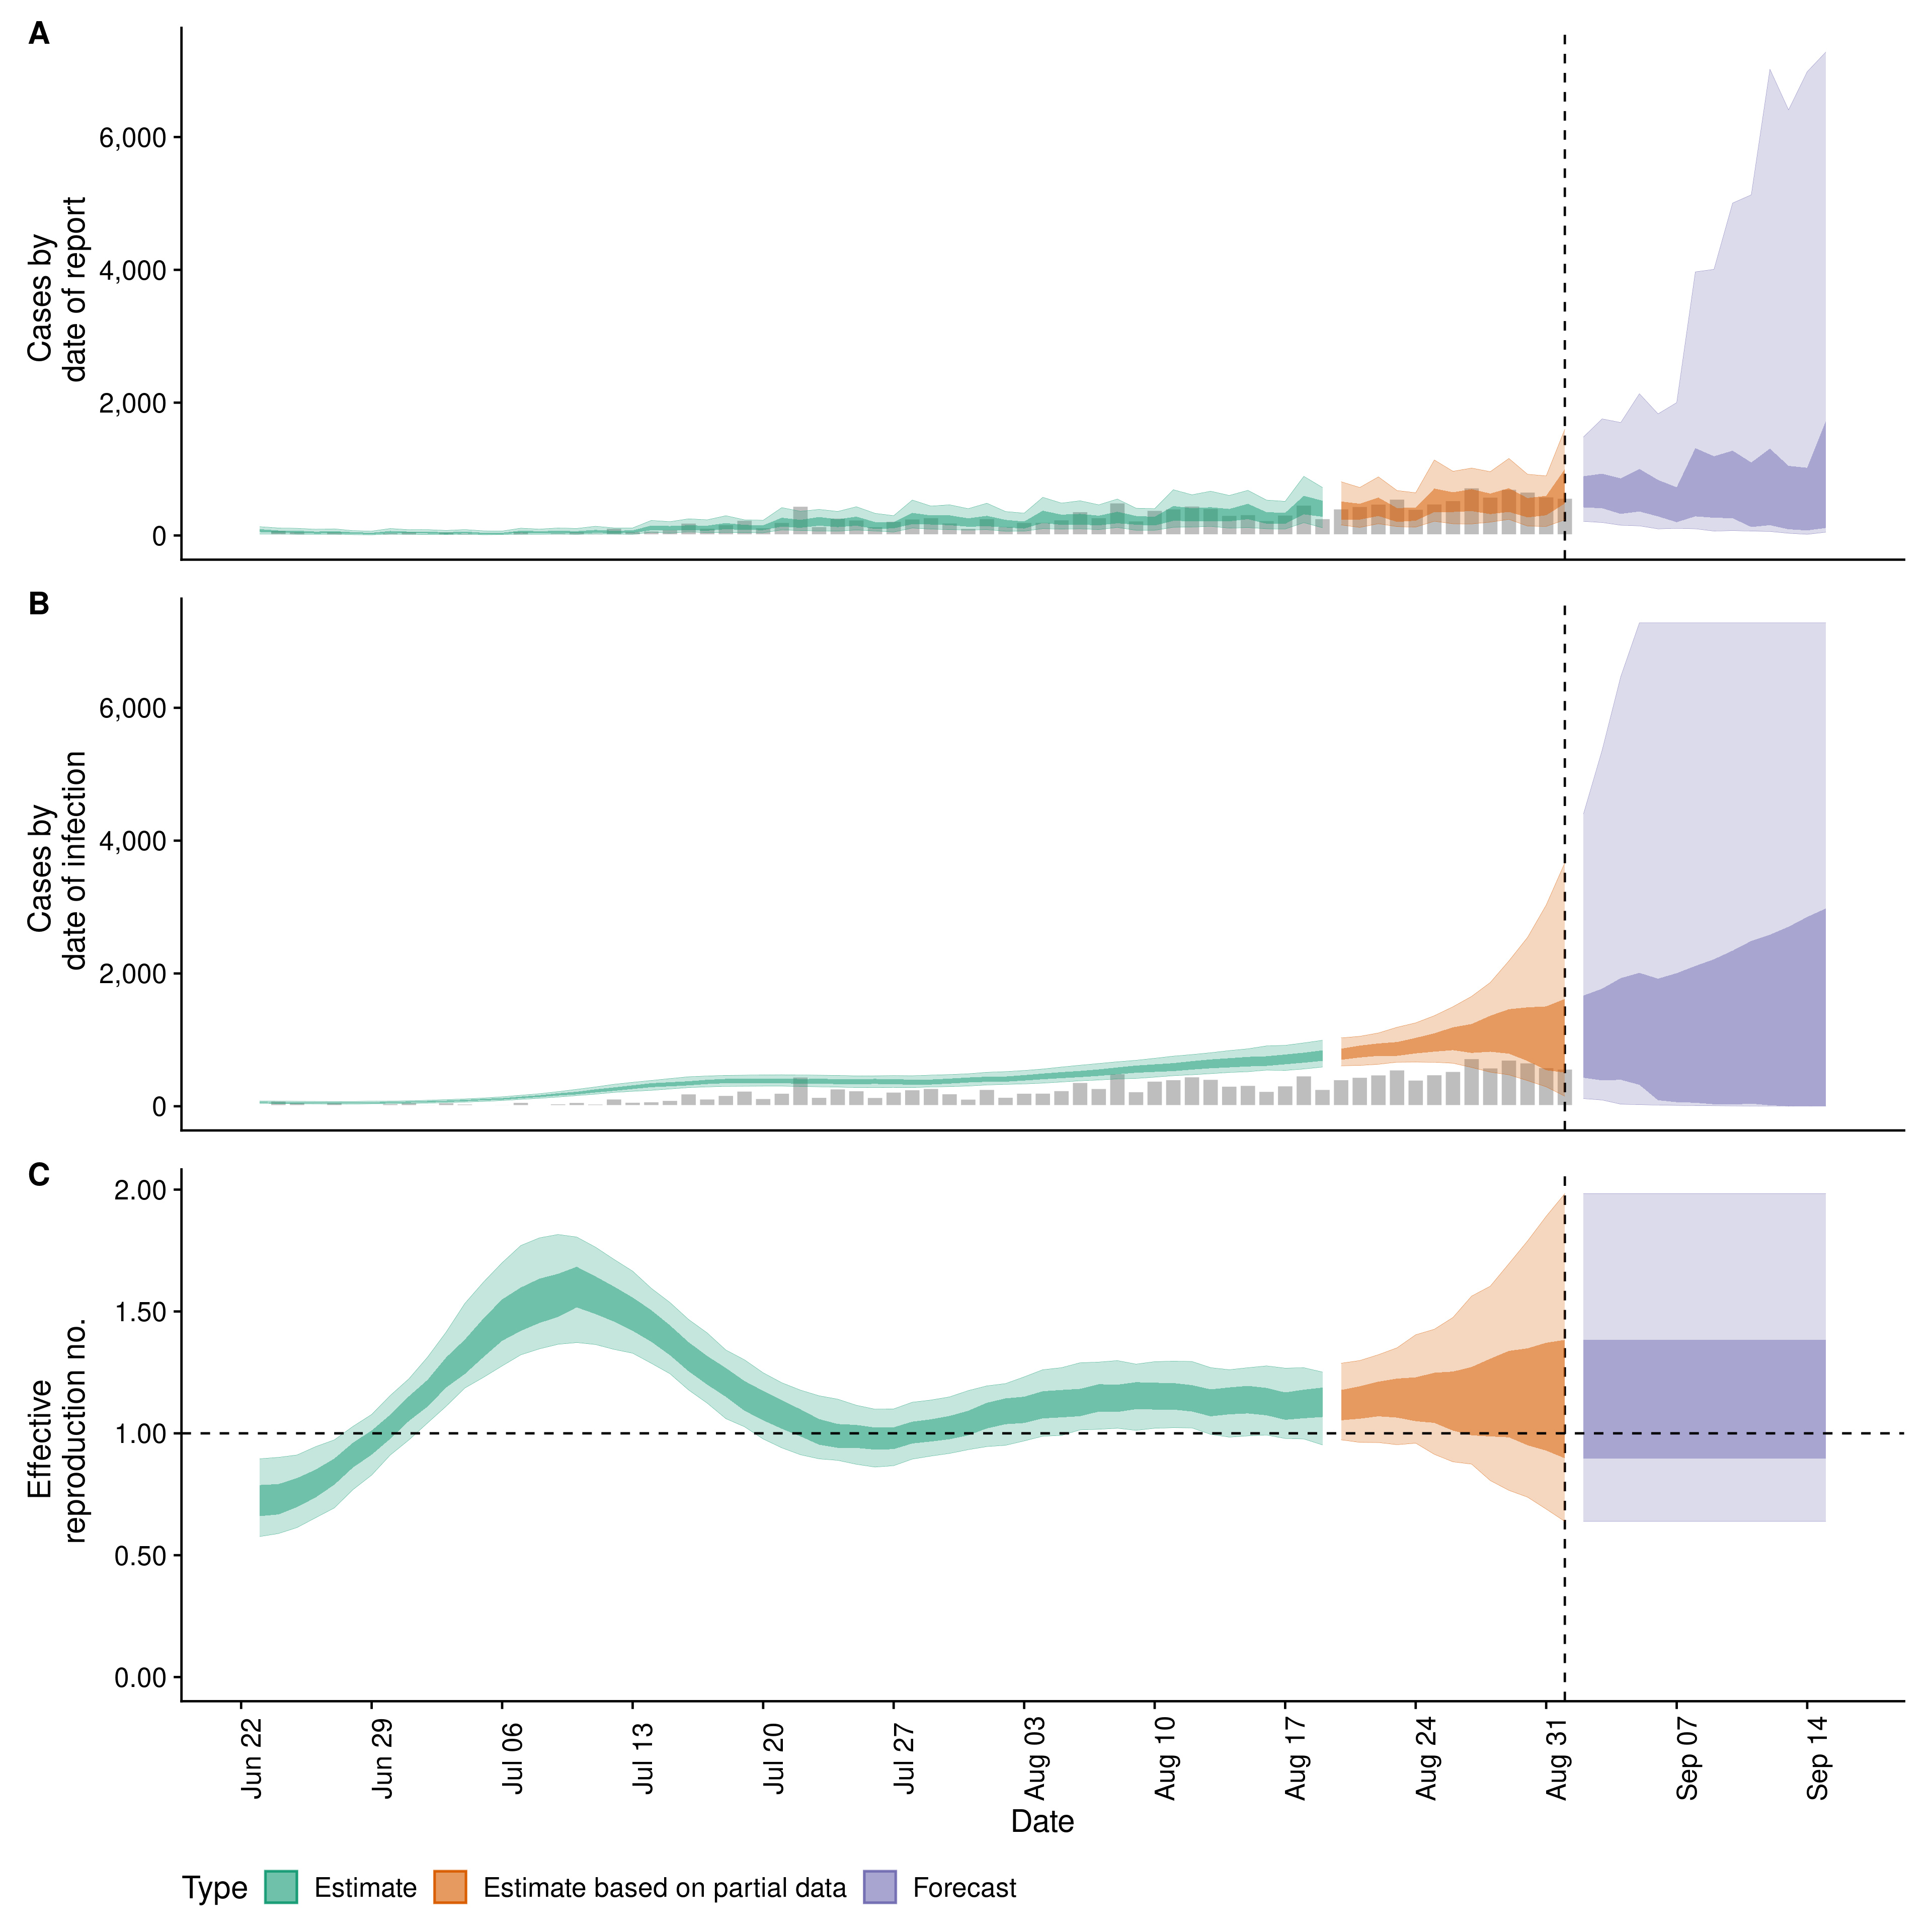 A
Cases by
date of report
6,000
4,000
2,000
0
B
Cases by
date of infection
6,000
4,000
2,000
0
C
Effective
reproduction no.
2.00
1.50
1.00
0.50
0.00
Jun 22
Jun 29
Jul 06
Jul 13
Jul 20
Jul 27
Aug 03
Aug 10
Aug 17
Aug 24
Aug 31
Sep 07
Sep 14
Date
Type Estimate Estimate based on partial data Forecast